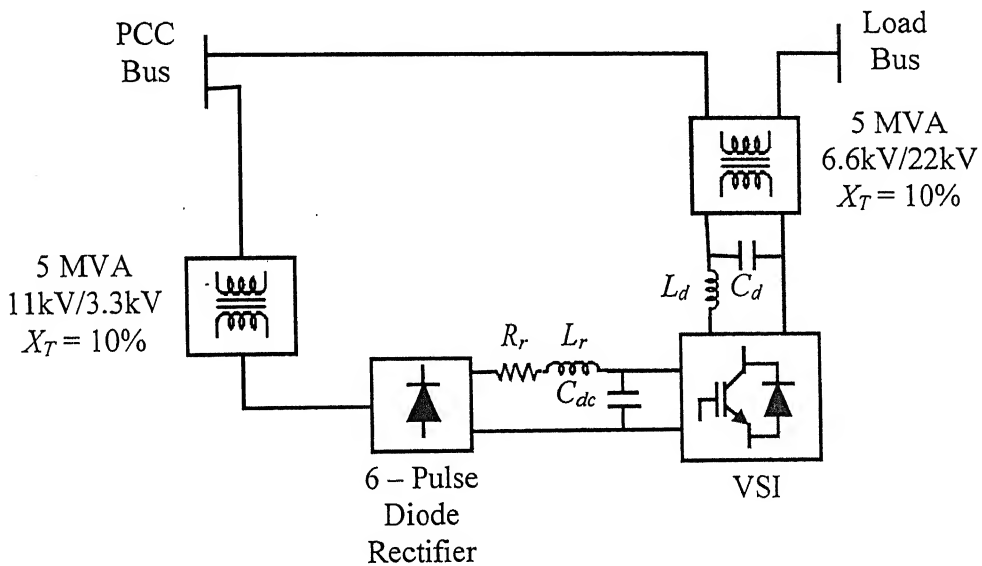 PCC
Bus
Load
Bus
5 MVA
6.6kV/22kV
X_T = 10%
5 MVA
11kV/3.3kV
X_T = 10%
L_d
C_d
R_r
L_r
C_dc
6 – Pulse
Diode
Rectifier
VSI